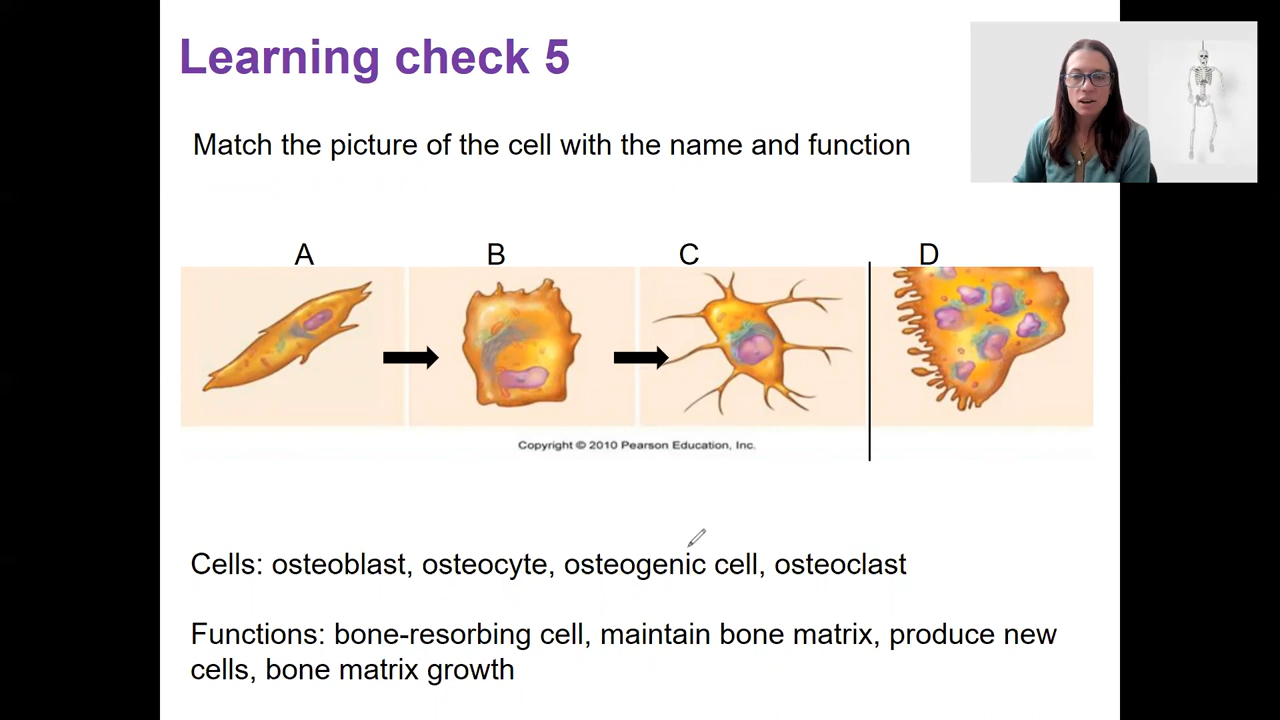 Learning check 5
Match the picture of the cell with the name and function
A B C D
Copyright © 2010 Pearson Education, Inc.
Cells: osteoblast, osteocyte, osteogenic cell, osteoclast
Functions: bone-resorbing cell, maintain bone matrix, produce new
cells, bone matrix growth